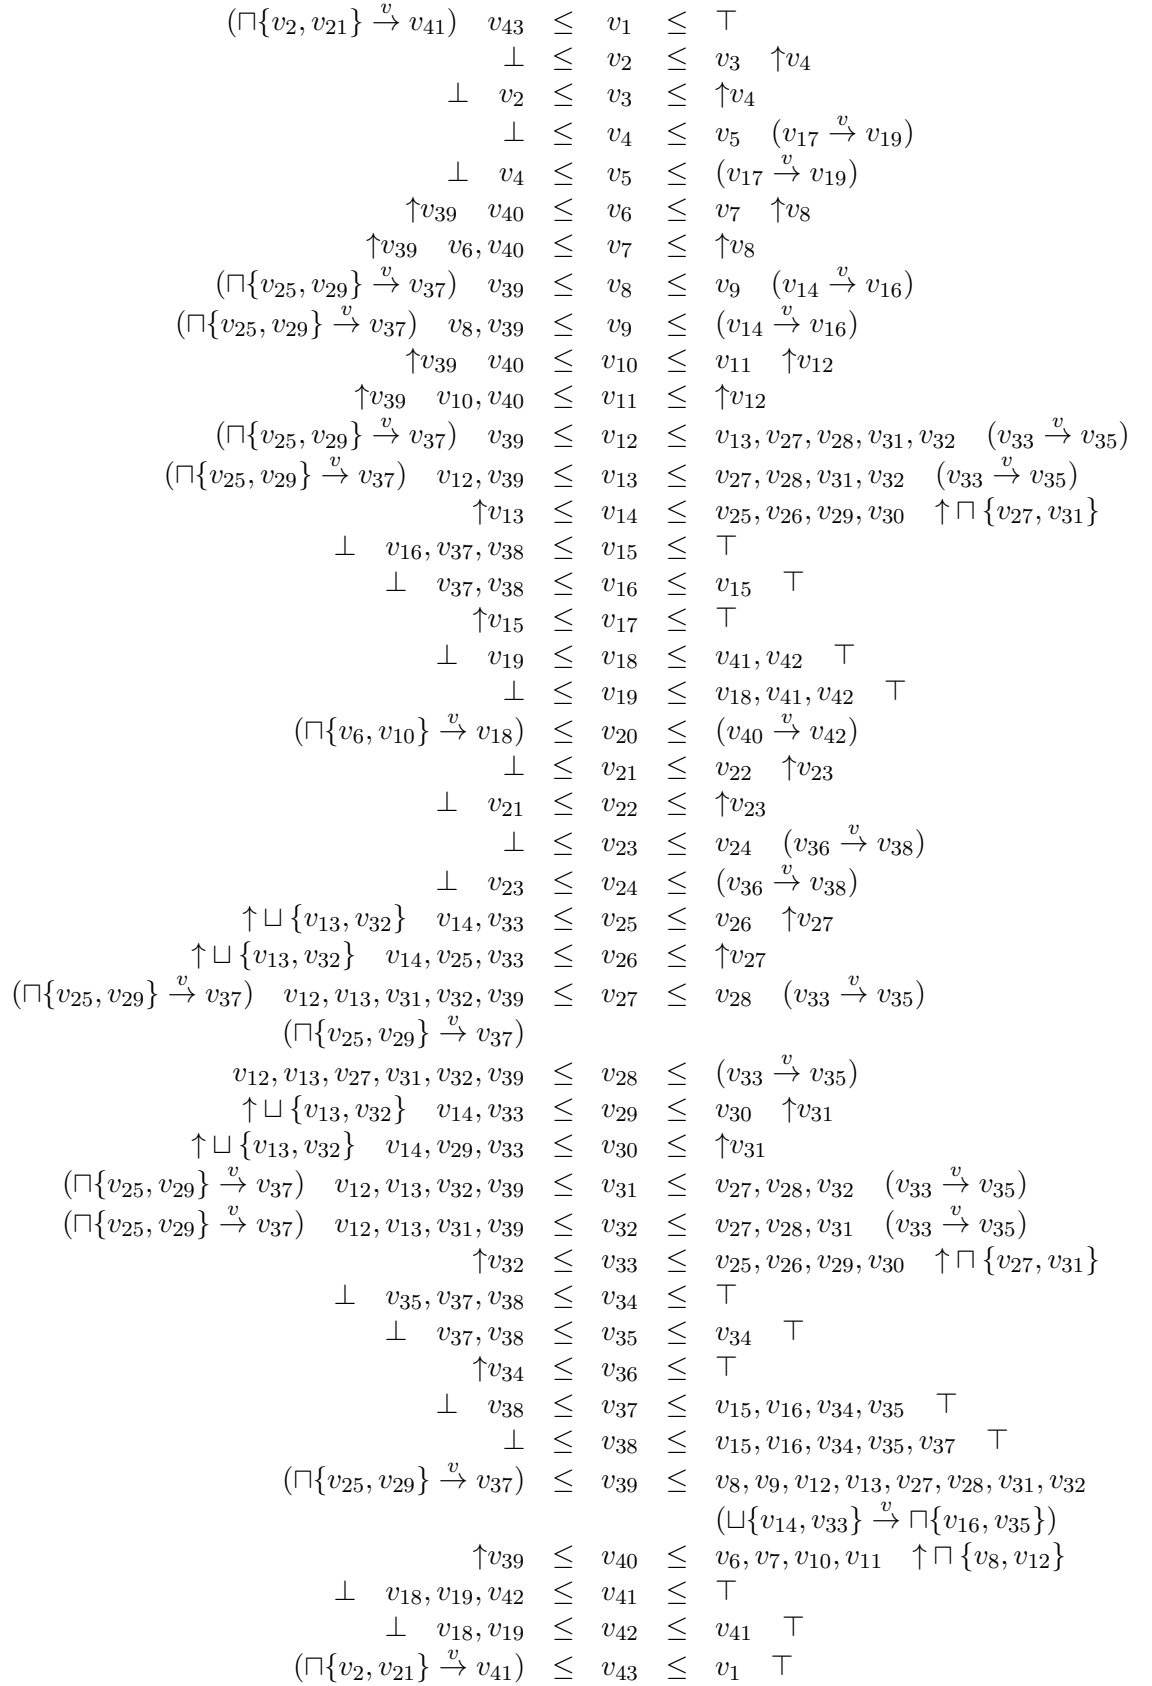 (⊓{v₂, v₂₁} →ᵛ v₄₁) v₄₃ ≤ v₁ ≤ ⊤
⊥ ≤ v₂ ≤ v₃ ↑v₄
⊥ v₂ ≤ v₃ ≤ ↑v₄
⊥ ≤ v₄ ≤ v₅ (v₁₇ →ᵛ v₁₉)
⊥ v₄ ≤ v₅ ≤ (v₁₇ →ᵛ v₁₉)
↑v₃₉ v₄₀ ≤ v₆ ≤ v₇ ↑v₈
↑v₃₉ v₆, v₄₀ ≤ v₇ ≤ ↑v₈
(⊓{v₂₅, v₂₉} →ᵛ v₃₇) v₃₉ ≤ v₈ ≤ v₉ (v₁₄ →ᵛ v₁₆)
(⊓{v₂₅, v₂₉} →ᵛ v₃₇) v₈, v₃₉ ≤ v₉ ≤ (v₁₄ →ᵛ v₁₆)
↑v₃₉ v₄₀ ≤ v₁₀ ≤ v₁₁ ↑v₁₂
↑v₃₉ v₁₀, v₄₀ ≤ v₁₁ ≤ ↑v₁₂
(⊓{v₂₅, v₂₉} →ᵛ v₃₇) v₃₉ ≤ v₁₂ ≤ v₁₃, v₂₇, v₂₈, v₃₁, v₃₂ (v₃₃ →ᵛ v₃₅)
(⊓{v₂₅, v₂₉} →ᵛ v₃₇) v₁₂, v₃₉ ≤ v₁₃ ≤ v₂₇, v₂₈, v₃₁, v₃₂ (v₃₃ →ᵛ v₃₅)
↑v₁₃ ≤ v₁₄ ≤ v₂₅, v₂₆, v₂₉, v₃₀ ↑ ⊓ {v₂₇, v₃₁}
⊥ v₁₆, v₃₇, v₃₈ ≤ v₁₅ ≤ ⊤
⊥ v₃₇, v₃₈ ≤ v₁₆ ≤ v₁₅ ⊤
↑v₁₅ ≤ v₁₇ ≤ ⊤
⊥ v₁₉ ≤ v₁₈ ≤ v₄₁, v₄₂ ⊤
⊥ ≤ v₁₉ ≤ v₁₈, v₄₁, v₄₂ ⊤
(⊓{v₆, v₁₀} →ᵛ v₁₈) ≤ v₂₀ ≤ (v₄₀ →ᵛ v₄₂)
⊥ ≤ v₂₁ ≤ v₂₂ ↑v₂₃
⊥ v₂₁ ≤ v₂₂ ≤ ↑v₂₃
⊥ ≤ v₂₃ ≤ v₂₄ (v₃₆ →ᵛ v₃₈)
⊥ v₂₃ ≤ v₂₄ ≤ (v₃₆ →ᵛ v₃₈)
↑ ⊔ {v₁₃, v₃₂} v₁₄, v₃₃ ≤ v₂₅ ≤ v₂₆ ↑v₂₇
↑ ⊔ {v₁₃, v₃₂} v₁₄, v₂₅, v₃₃ ≤ v₂₆ ≤ ↑v₂₇
(⊓{v₂₅, v₂₉} →ᵛ v₃₇) v₁₂, v₁₃, v₃₁, v₃₂, v₃₉ ≤ v₂₇ ≤ v₂₈ (v₃₃ →ᵛ v₃₅)
(⊓{v₂₅, v₂₉} →ᵛ v₃₇)
v₁₂, v₁₃, v₂₇, v₃₁, v₃₂, v₃₉ ≤ v₂₈ ≤ (v₃₃ →ᵛ v₃₅)
↑ ⊔ {v₁₃, v₃₂} v₁₄, v₃₃ ≤ v₂₉ ≤ v₃₀ ↑v₃₁
↑ ⊔ {v₁₃, v₃₂} v₁₄, v₂₉, v₃₃ ≤ v₃₀ ≤ ↑v₃₁
(⊓{v₂₅, v₂₉} →ᵛ v₃₇) v₁₂, v₁₃, v₃₂, v₃₉ ≤ v₃₁ ≤ v₂₇, v₂₈, v₃₂ (v₃₃ →ᵛ v₃₅)
(⊓{v₂₅, v₂₉} →ᵛ v₃₇) v₁₂, v₁₃, v₃₁, v₃₉ ≤ v₃₂ ≤ v₂₇, v₂₈, v₃₁ (v₃₃ →ᵛ v₃₅)
↑v₃₂ ≤ v₃₃ ≤ v₂₅, v₂₆, v₂₉, v₃₀ ↑ ⊓ {v₂₇, v₃₁}
⊥ v₃₅, v₃₇, v₃₈ ≤ v₃₄ ≤ ⊤
⊥ v₃₇, v₃₈ ≤ v₃₅ ≤ v₃₄ ⊤
↑v₃₄ ≤ v₃₆ ≤ ⊤
⊥ v₃₈ ≤ v₃₇ ≤ v₁₅, v₁₆, v₃₄, v₃₅ ⊤
⊥ ≤ v₃₈ ≤ v₁₅, v₁₆, v₃₄, v₃₅, v₃₇ ⊤
(⊓{v₂₅, v₂₉} →ᵛ v₃₇) ≤ v₃₉ ≤ v₈, v₉, v₁₂, v₁₃, v₂₇, v₂₈, v₃₁, v₃₂
(⊔{v₁₄, v₃₃} →ᵛ ⊓{v₁₆, v₃₅})
↑v₃₉ ≤ v₄₀ ≤ v₆, v₇, v₁₀, v₁₁ ↑ ⊓ {v₈, v₁₂}
⊥ v₁₈, v₁₉, v₄₂ ≤ v₄₁ ≤ ⊤
⊥ v₁₈, v₁₉ ≤ v₄₂ ≤ v₄₁ ⊤
(⊓{v₂, v₂₁} →ᵛ v₄₁) ≤ v₄₃ ≤ v₁ ⊤